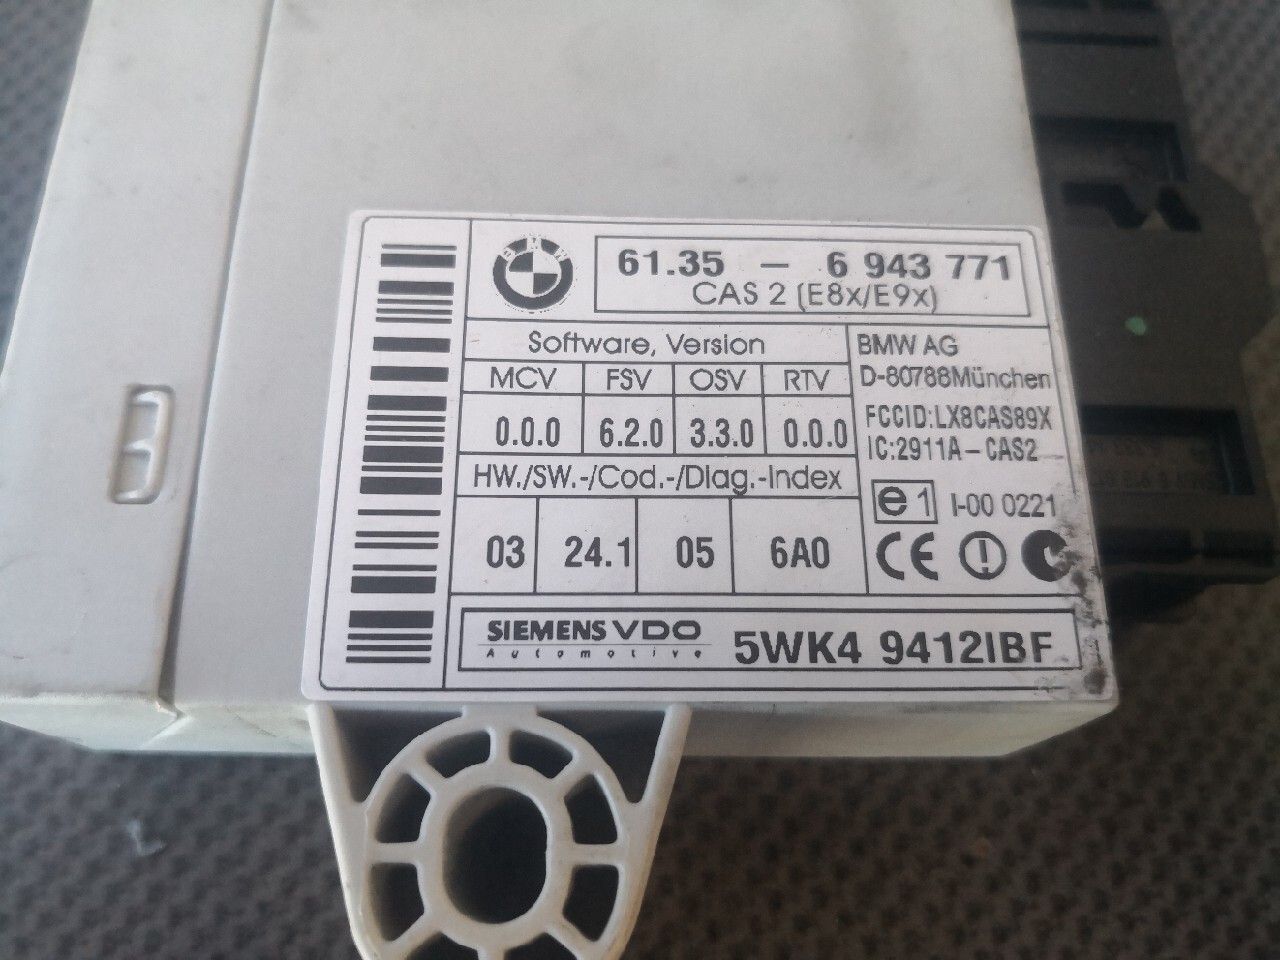 BMW
61.35 – 6 943 771
CAS 2 (E8x/E9x)
Software, Version
MCV FSV OSV RTV
0.0.0 6.2.0 3.3.0 0.0.0
HW./SW.-/Cod.-/Diag.-Index
03 24.1 05 6A0
BMW AG
D-80788München
FCCID:LX8CAS89X
IC:2911A-CAS2
e1 I-00 0221
CE
SIEMENS VDO
Automotive
5WK4 9412IBF